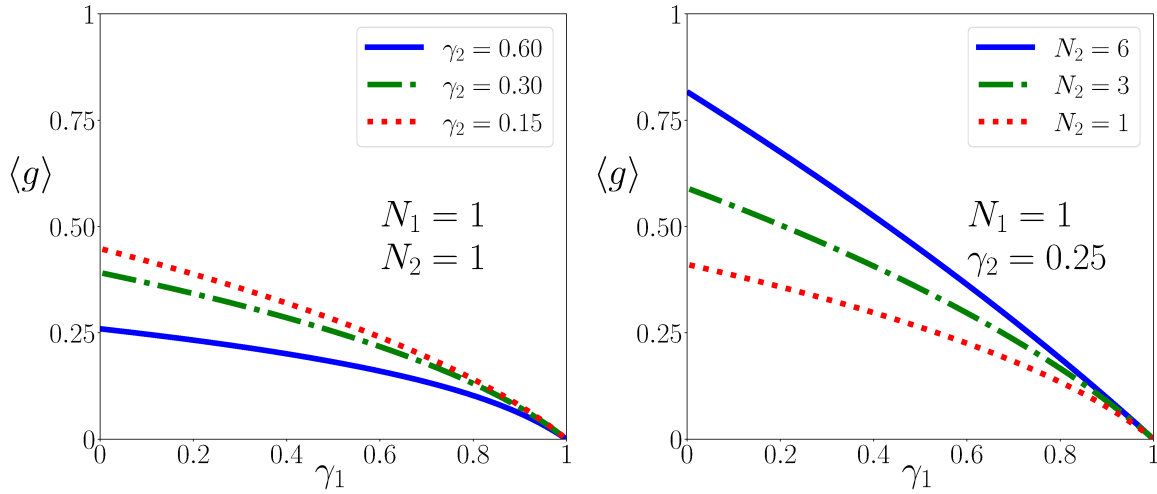 1
0.75
0.50
0.25
0
⟨g⟩
γ₂ = 0.60
γ₂ = 0.30
γ₂ = 0.15
N₁ = 1
N₂ = 1
0 0.2 0.4 0.6 0.8 1
γ₁
1
0.75
0.50
0.25
0
⟨g⟩
N₂ = 6
N₂ = 3
N₂ = 1
N₁ = 1
γ₂ = 0.25
0 0.2 0.4 0.6 0.8 1
γ₁